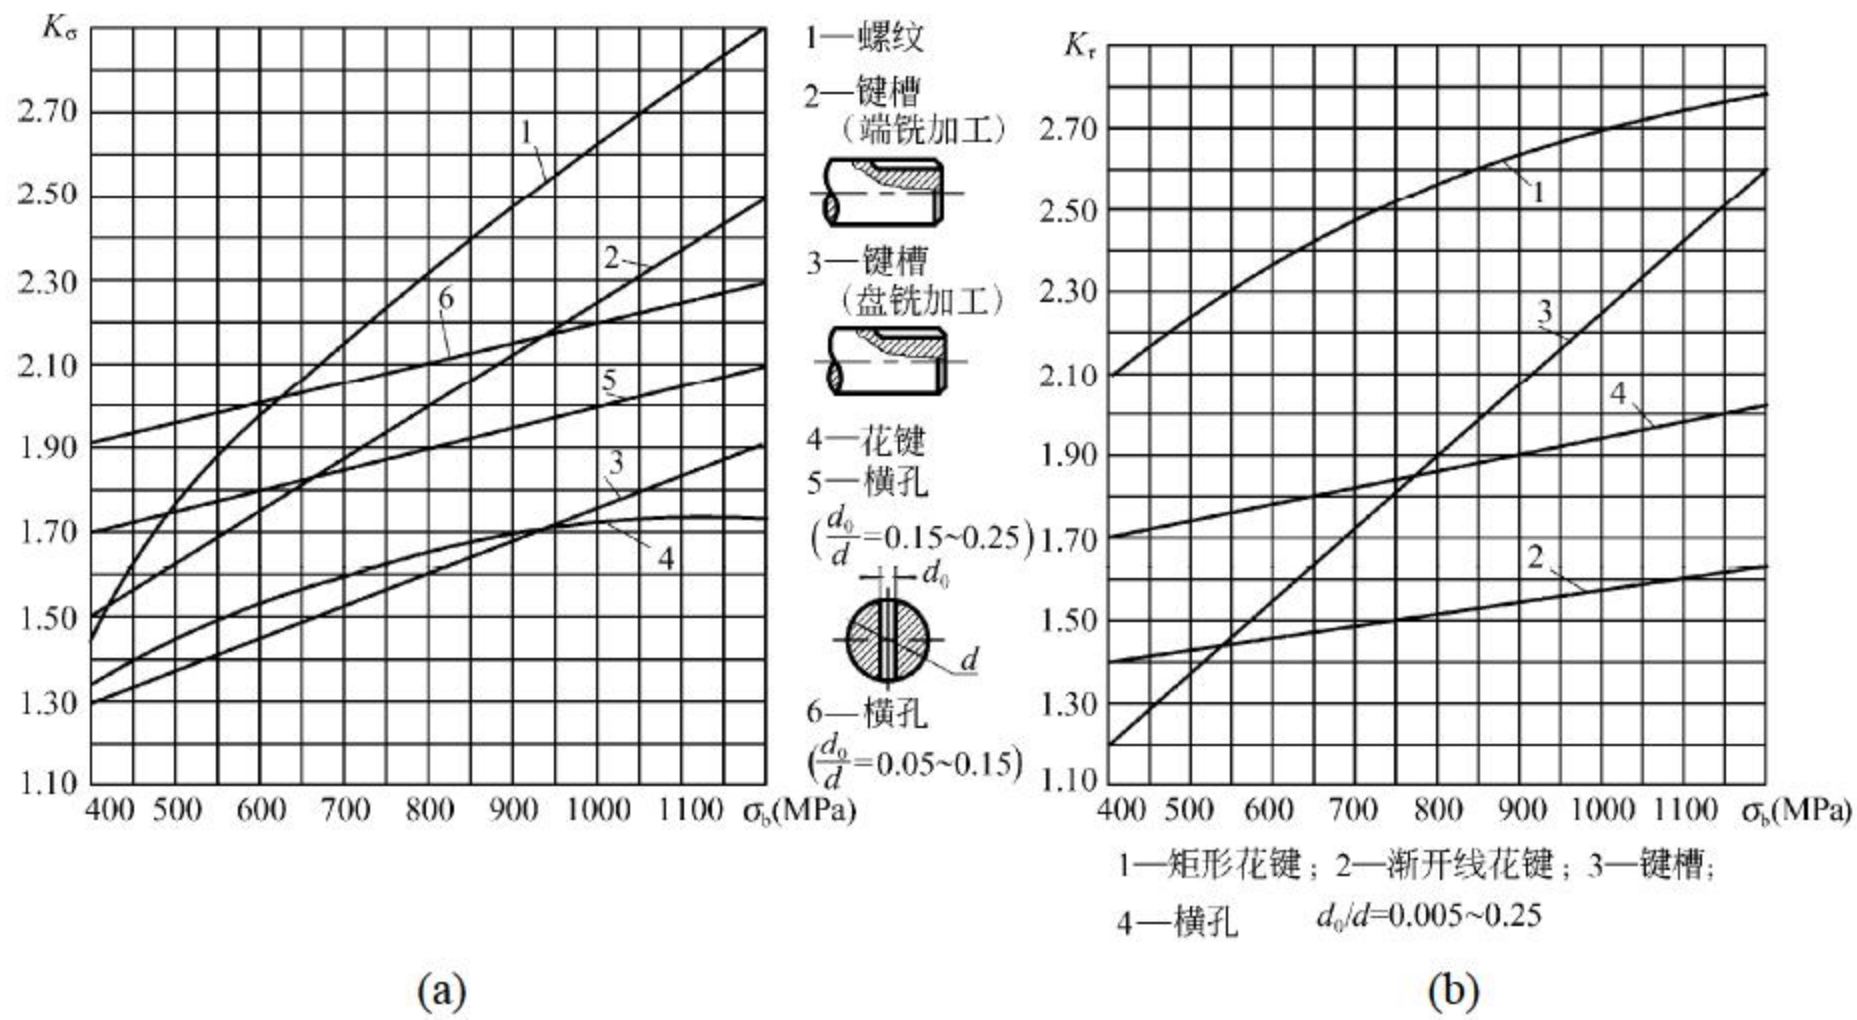 Kσ
2.70
2.50
2.30
2.10
1.90
1.70
1.50
1.30
1.10
400 500 600 700 800 900 1000 1100 σb(MPa)
1
2
6
5
3
4
1—螺纹
2—键槽
（端铣加工）
3—键槽
（盘铣加工）
4—花键
5—横孔
(d0/d=0.15~0.25)
d0
d
6—横孔
(d0/d=0.05~0.15)
Kτ
2.70
2.50
2.30
2.10
1.90
1.70
1.50
1.30
1.10
400 500 600 700 800 900 1000 1100 σb(MPa)
1
3
4
2
1—矩形花键；2—渐开线花键；3—键槽；
4—横孔 d0/d=0.005~0.25
(a)
(b)